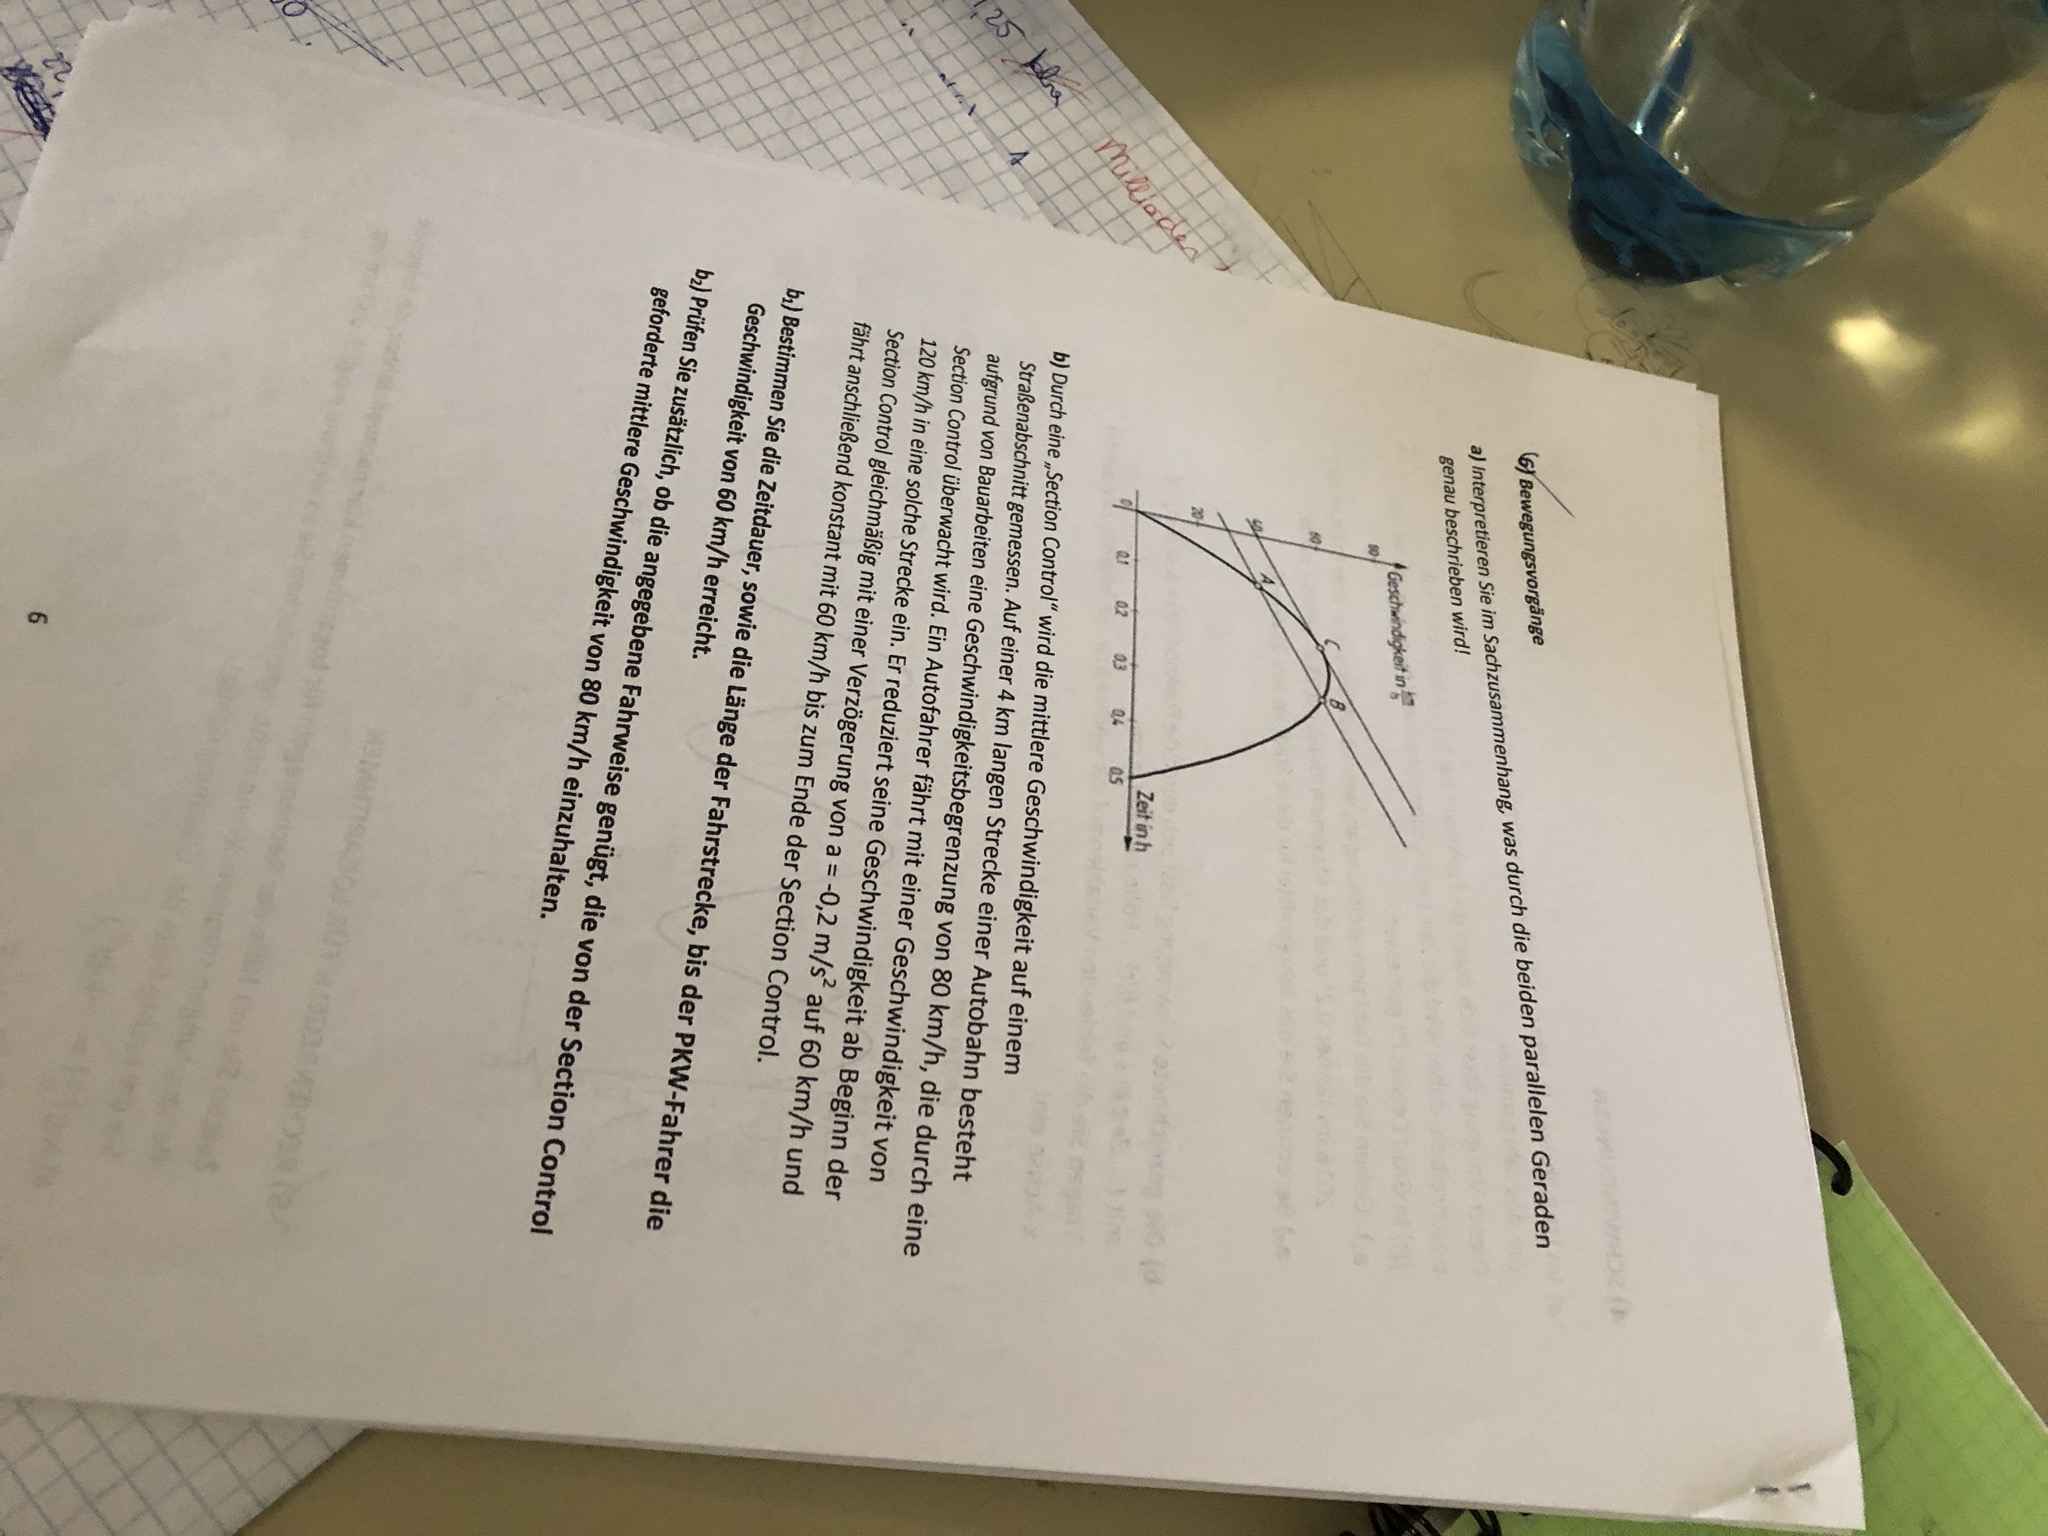 (6) Bewegungsvorgänge
a) Interpretieren Sie im Sachzusammenhang, was durch die beiden parallelen Geraden
genau beschrieben wird!
Geschwindigkeit in km/h
80
60
40
20
0
0,1
0,2
0,3
0,4
0,5
Zeit in h
A
C
B
b) Durch eine „Section Control" wird die mittlere Geschwindigkeit auf einem
Straßenabschnitt gemessen. Auf einer 4 km langen Strecke einer Autobahn besteht
aufgrund von Bauarbeiten eine Geschwindigkeitsbegrenzung von 80 km/h, die durch eine
Section Control überwacht wird. Ein Autofahrer fährt mit einer Geschwindigkeit von
120 km/h in eine solche Strecke ein. Er reduziert seine Geschwindigkeit ab Beginn der
Section Control gleichmäßig mit einer Verzögerung von a = -0,2 m/s² auf 60 km/h und
fährt anschließend konstant mit 60 km/h bis zum Ende der Section Control.
b₁) Bestimmen Sie die Zeitdauer, sowie die Länge der Fahrstrecke, bis der PKW-Fahrer die
Geschwindigkeit von 60 km/h erreicht.
b₂) Prüfen Sie zusätzlich, ob die angegebene Fahrweise genügt, die von der Section Control
geforderte mittlere Geschwindigkeit von 80 km/h einzuhalten.
6
Milliarden
,25